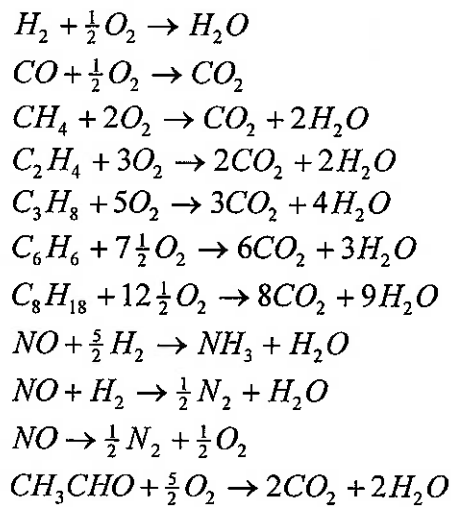 H₂ + ½O₂ → H₂O
CO + ½O₂ → CO₂
CH₄ + 2O₂ → CO₂ + 2H₂O
C₂H₄ + 3O₂ → 2CO₂ + 2H₂O
C₃H₈ + 5O₂ → 3CO₂ + 4H₂O
C₆H₆ + 7½O₂ → 6CO₂ + 3H₂O
C₈H₁₈ + 12½O₂ → 8CO₂ + 9H₂O
NO + 5/2 H₂ → NH₃ + H₂O
NO + H₂ → ½N₂ + H₂O
NO → ½N₂ + ½O₂
CH₃CHO + 5/2 O₂ → 2CO₂ + 2H₂O